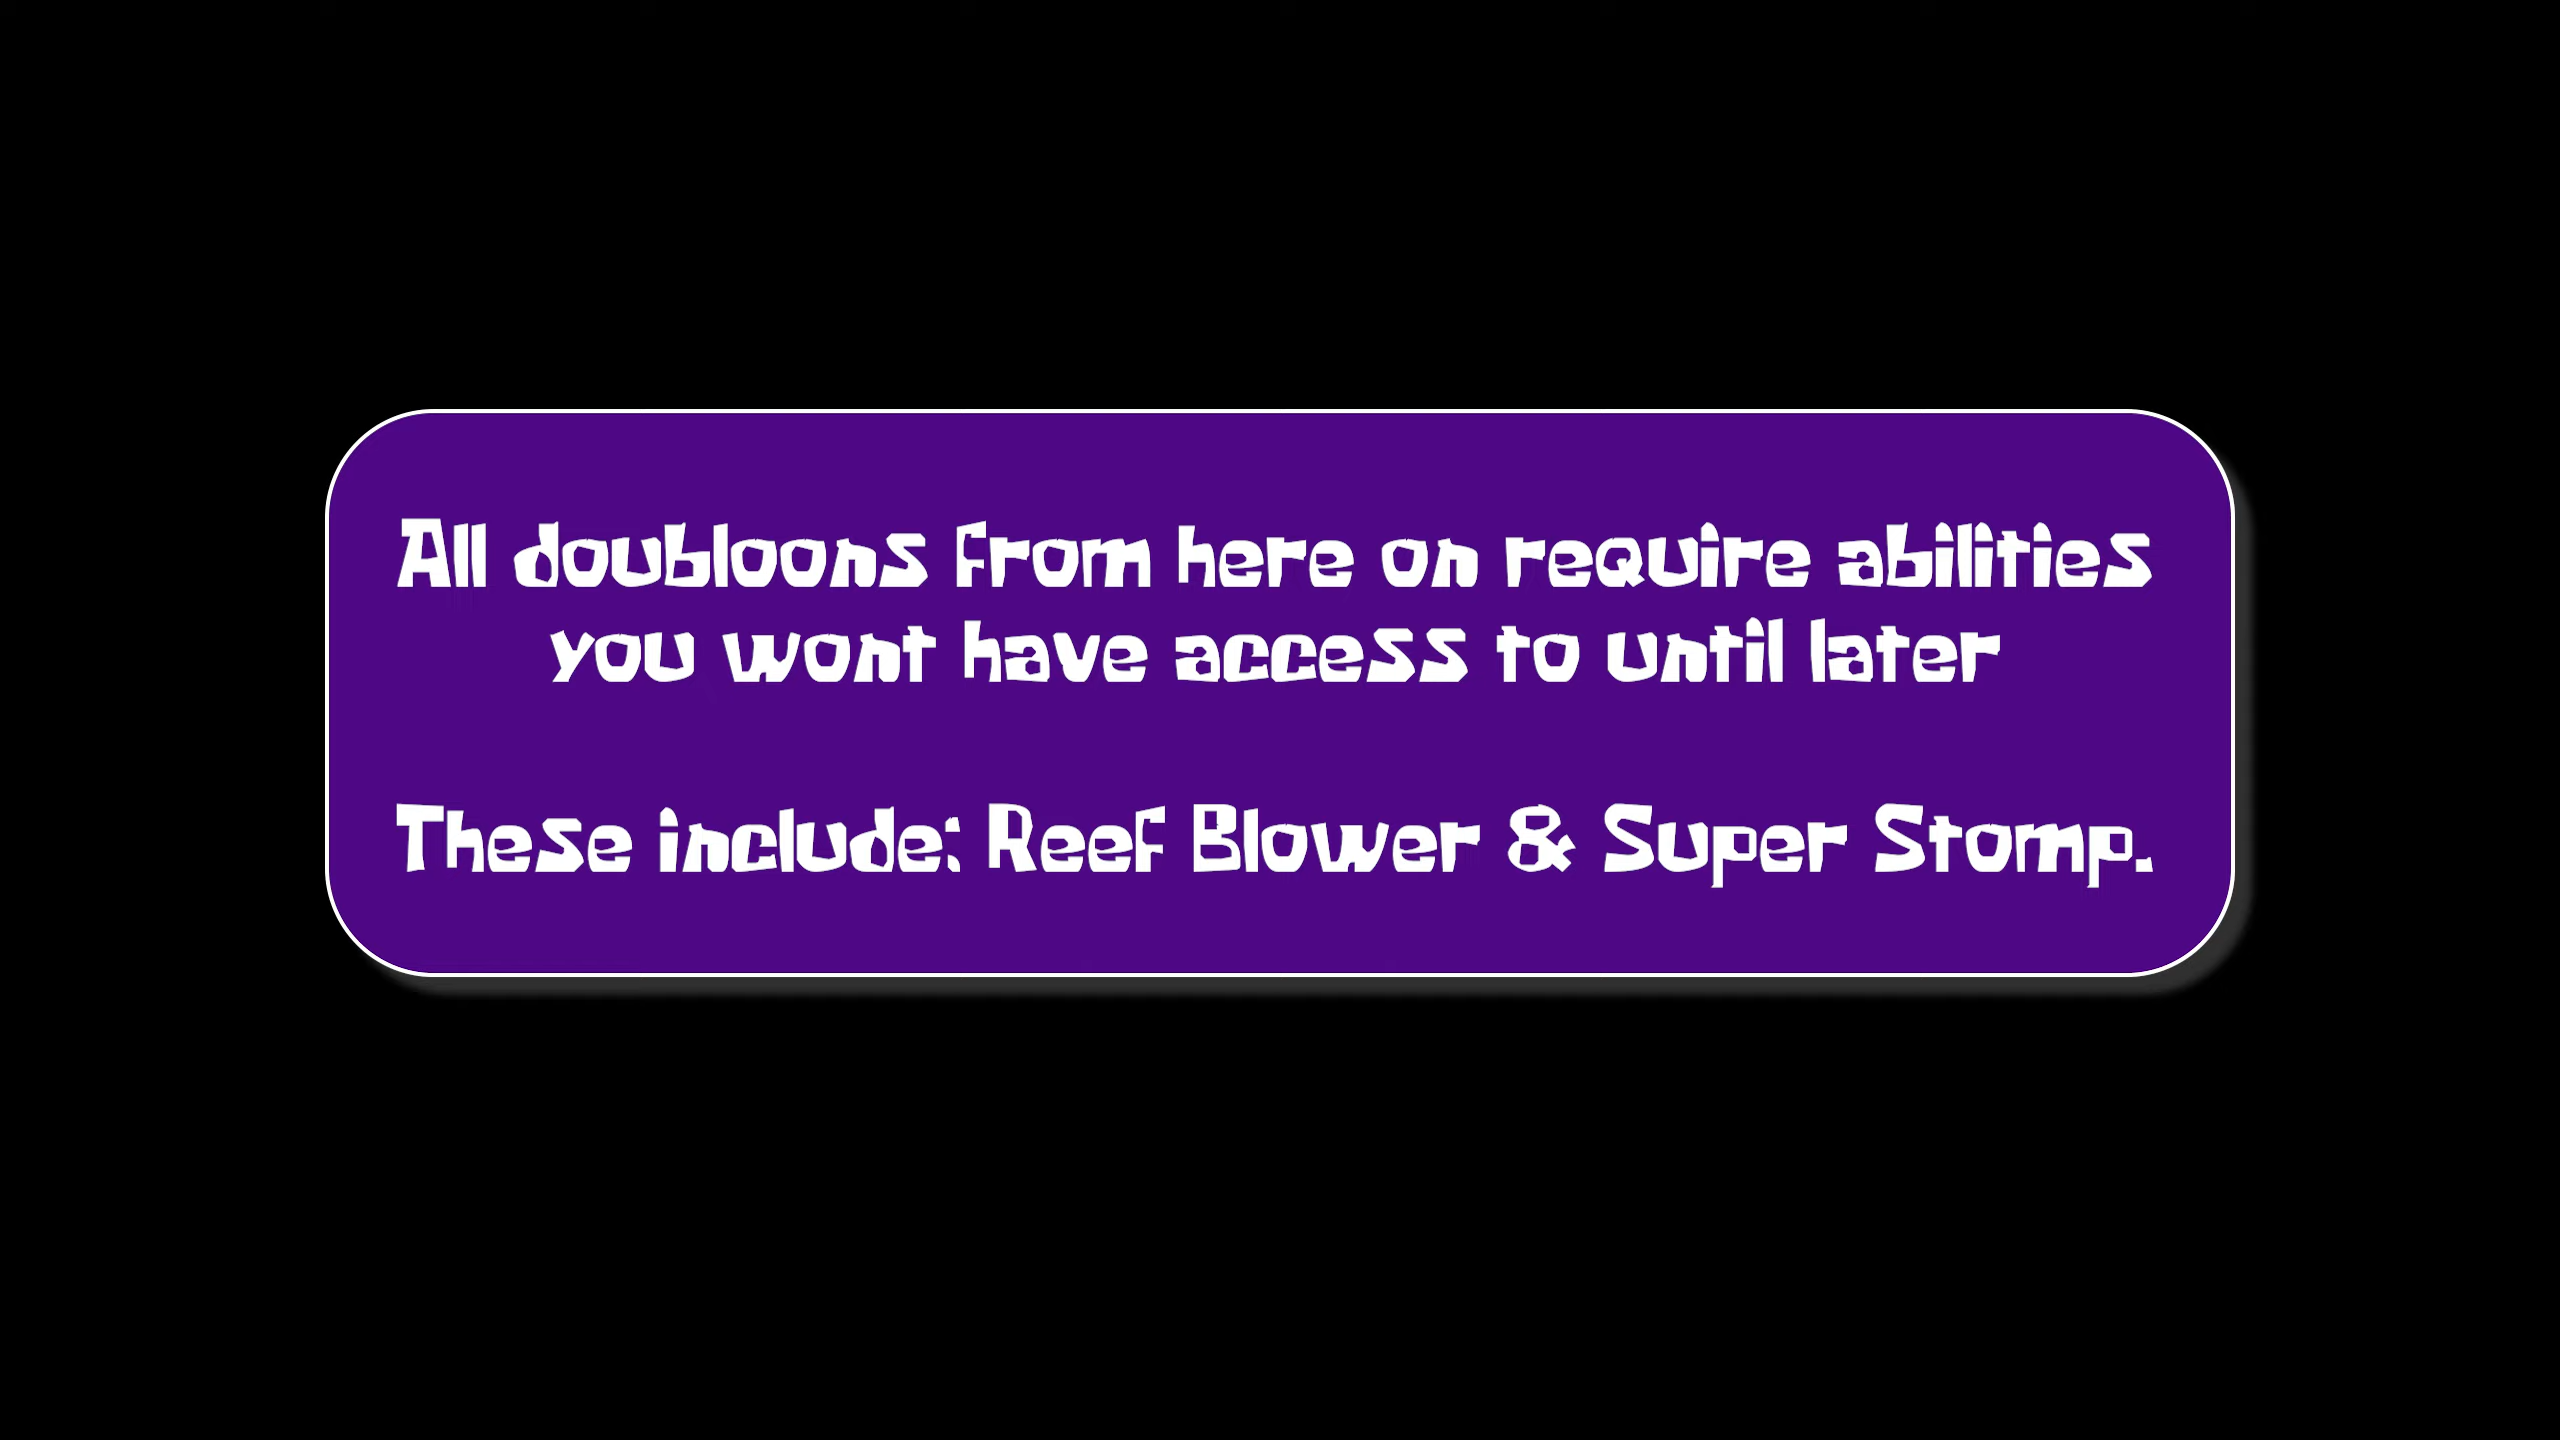 All doubloons from here on require abilities
you wont have access to until later
These include: Reef Blower & Super Stomp.